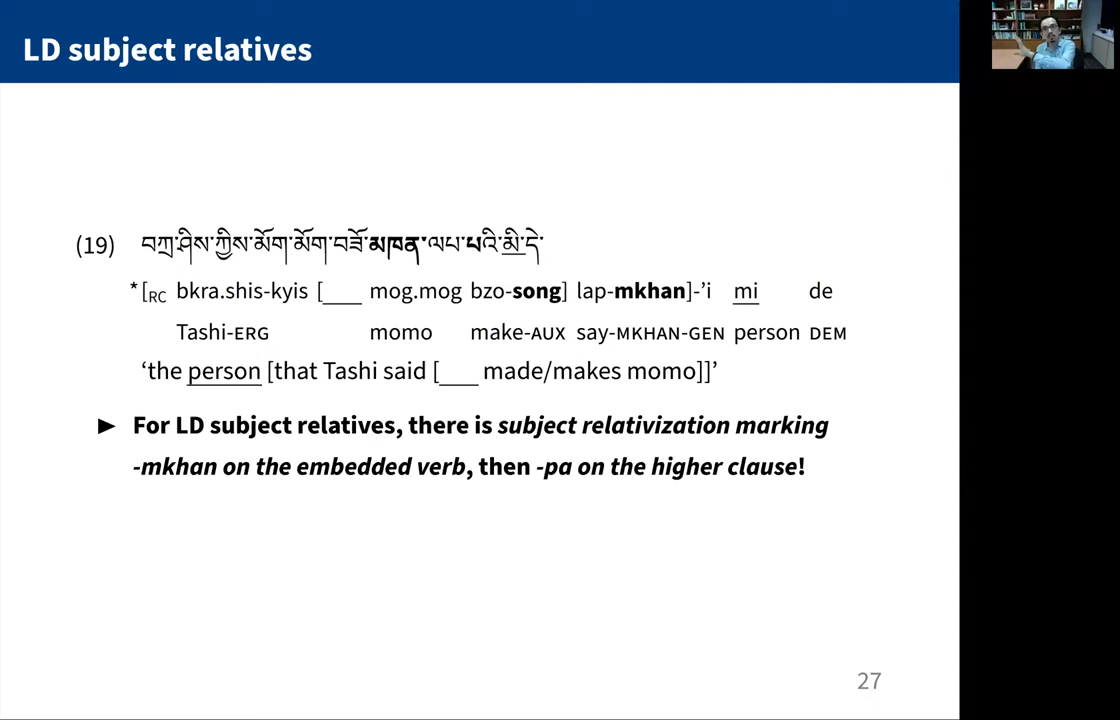 LD subject relatives
(19) བཀྲ་ཤིས་ཀྱིས་མོག་མོག་བཟོ་མཁན་ལཔ་པའི་མི་དེ་
*[RC bkra.shis-kyis [___ mog.mog bzo-song] lap-mkhan]-’i mi de
Tashi-ERG momo make-AUX say-MKHAN-GEN person DEM
‘the person [that Tashi said [___ made/makes momo]]’
► For LD subject relatives, there is subject relativization marking
-mkhan on the embedded verb, then -pa on the higher clause!
27